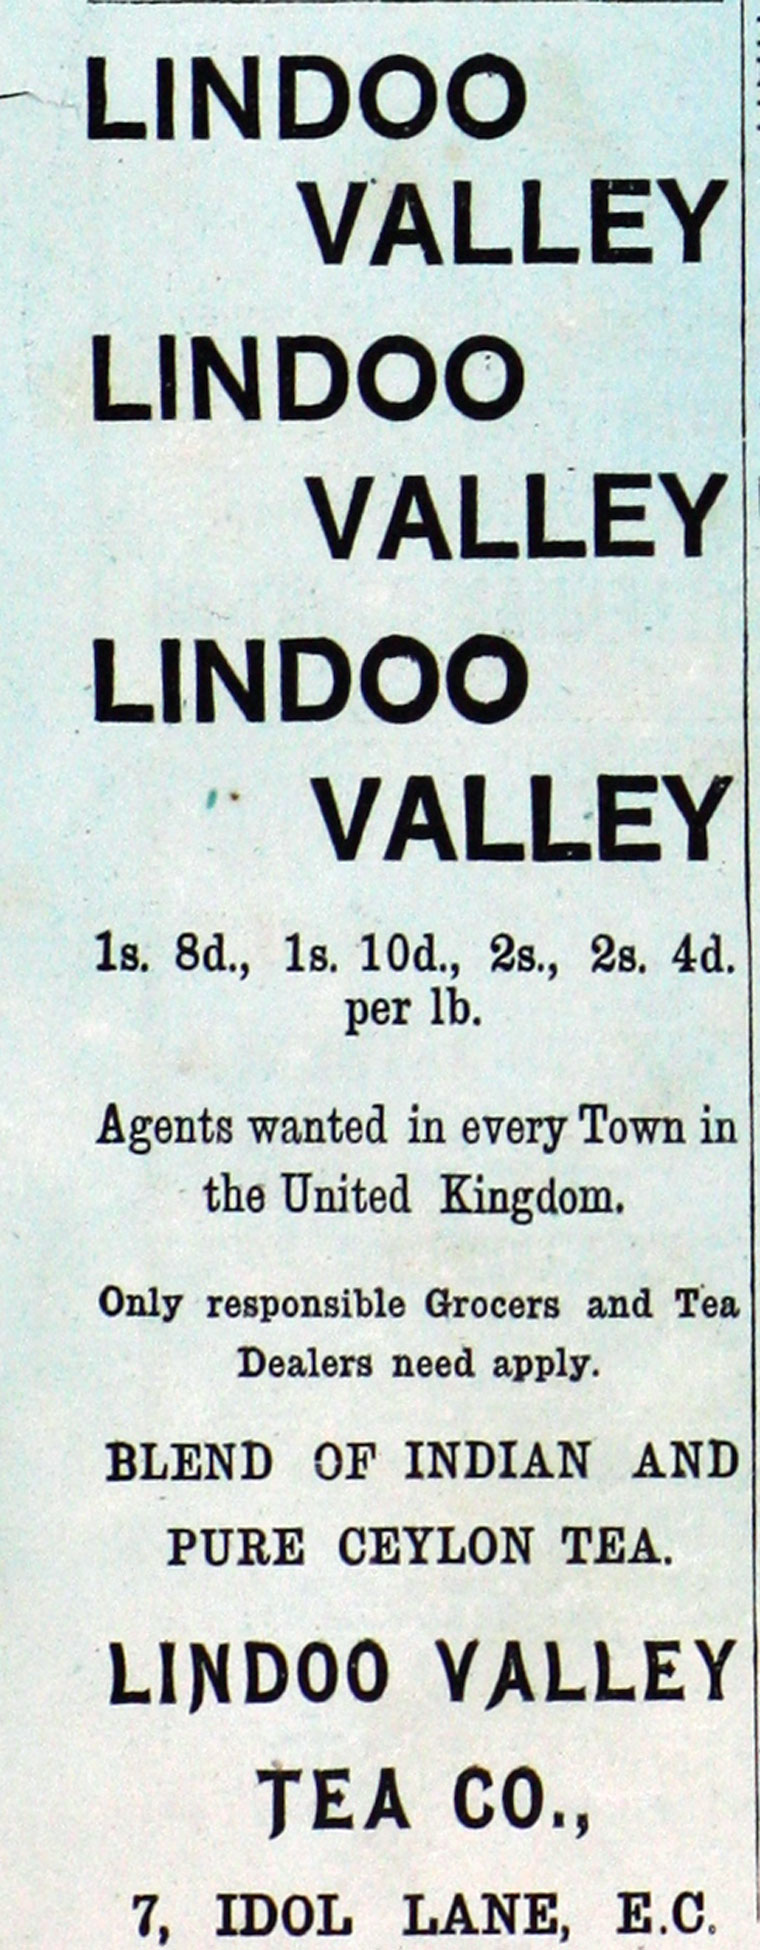 LINDOO
VALLEY
LINDOO
VALLEY
LINDOO
VALLEY
1s. 8d., 1s. 10d., 2s., 2s. 4d.
per lb.
Agents wanted in every Town in
the United Kingdom.
Only responsible Grocers and Tea
Dealers need apply.
BLEND OF INDIAN AND
PURE CEYLON TEA.
LINDOO VALLEY
TEA CO.,
7, IDOL LANE, E.C.